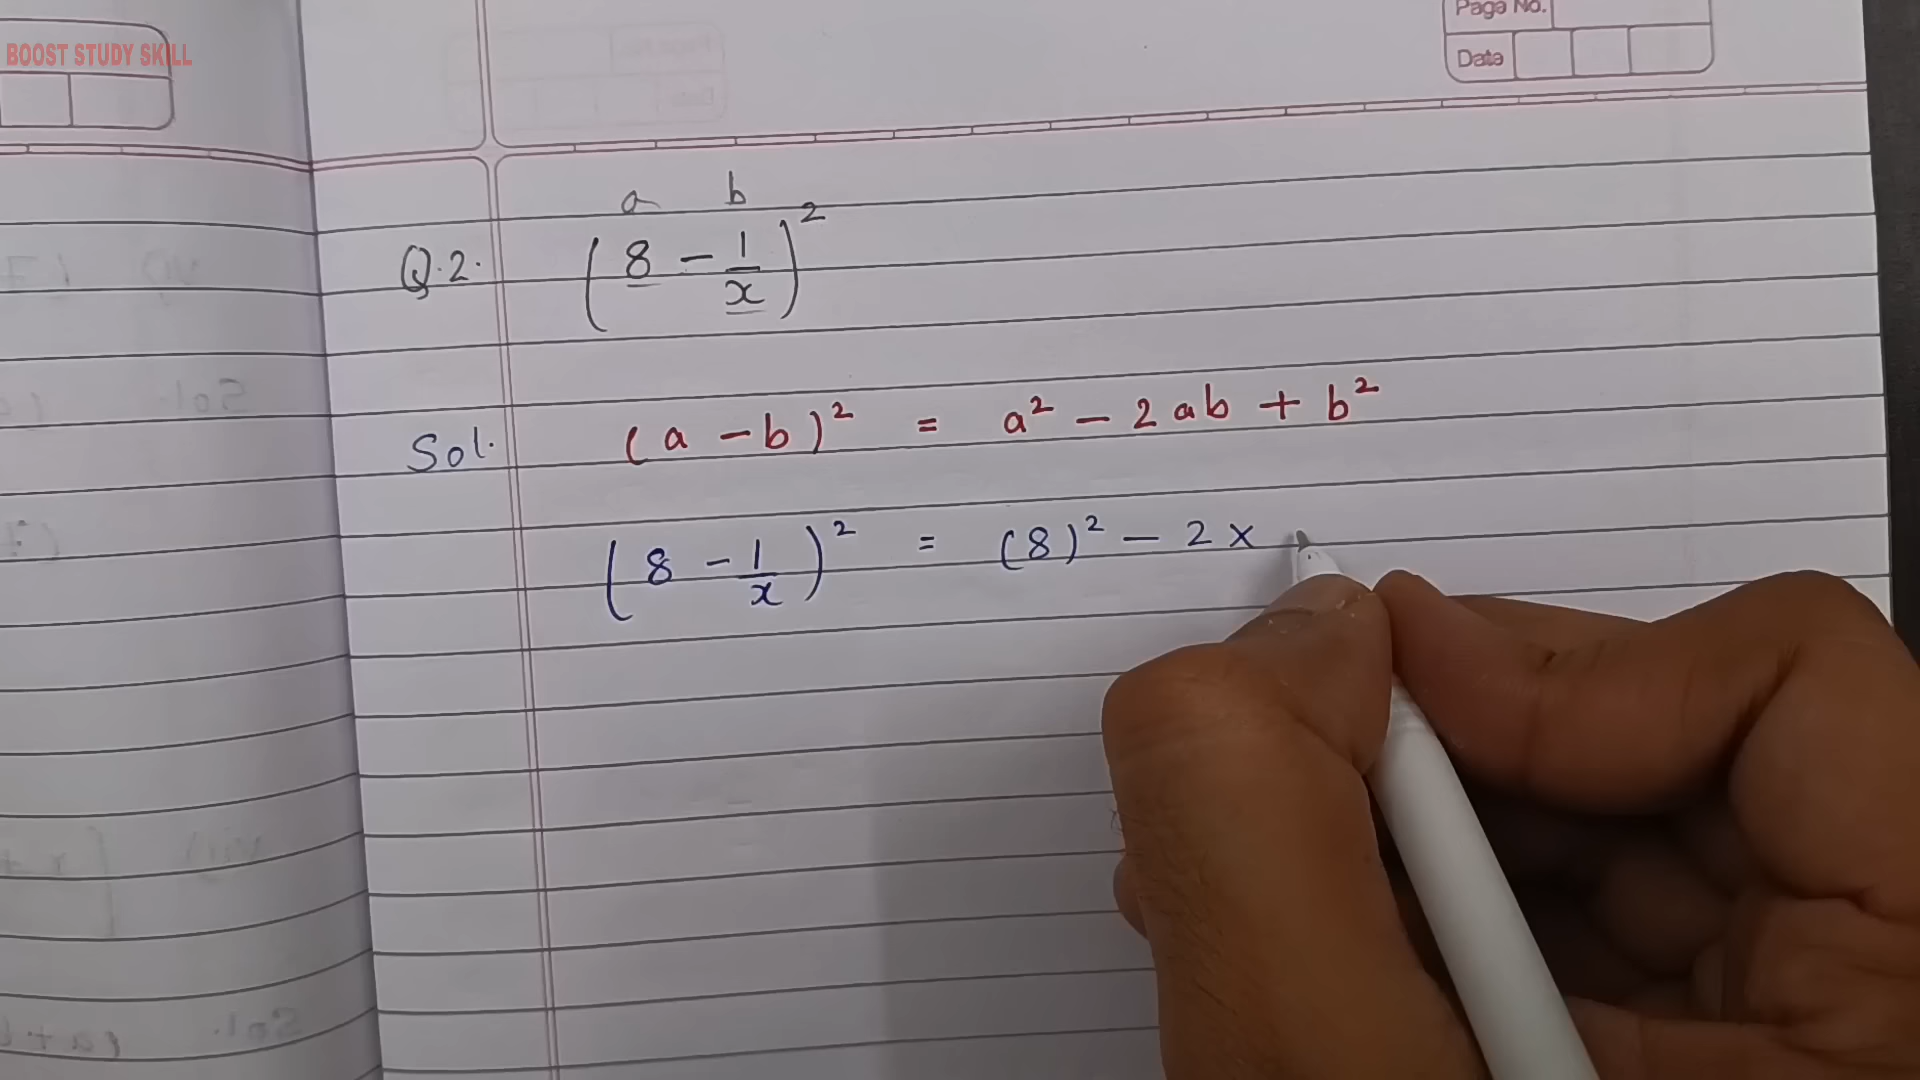 BOOST STUDY SKILL
Page No.
Date
a b
Q.2. (8 - 1/x)²
Sol. (a - b)² = a² - 2ab + b²
(8 - 1/x)² = (8)² - 2 ×